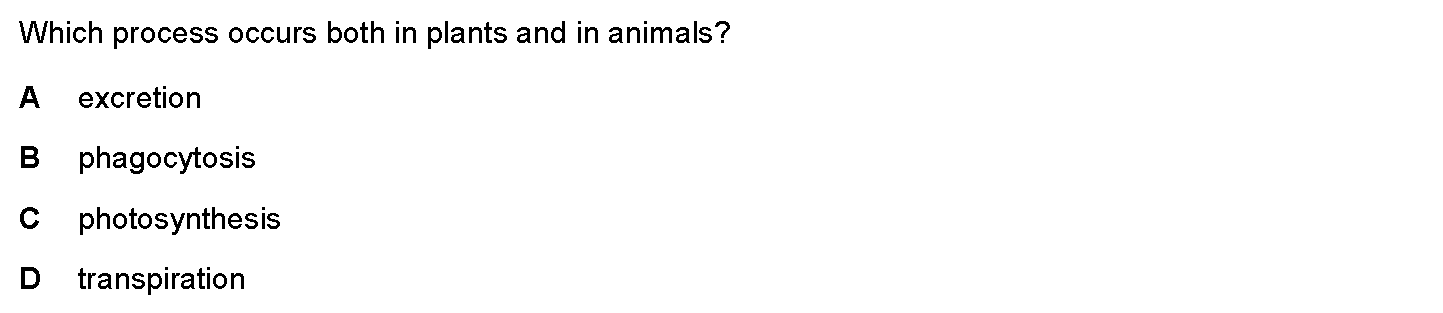 Which process occurs both in plants and in animals?
A excretion
B phagocytosis
C photosynthesis
D transpiration